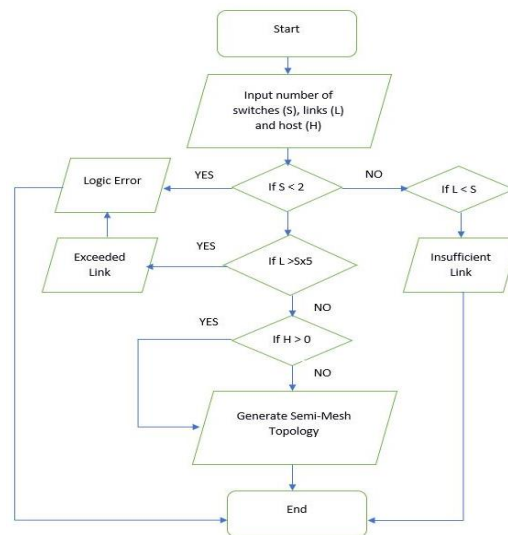 Start
Input number of
switches (S), links (L)
and host (H)
YES
NO
Logic Error
If S < 2
If L < S
YES
Exceeded
Link
If L >Sx5
Insufficient
Link
NO
YES
If H > 0
NO
Generate Semi-Mesh
Topology
End